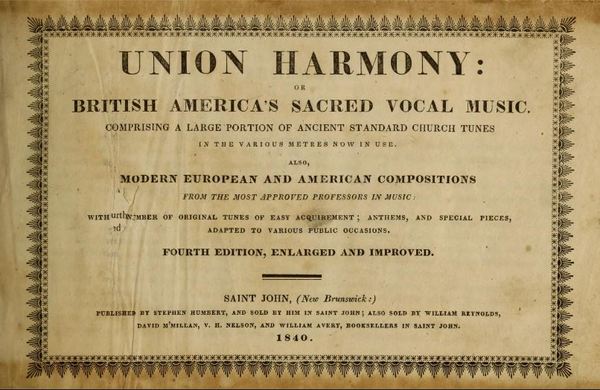 UNION HARMONY:
OR
BRITISH AMERICA'S SACRED VOCAL MUSIC.
COMPRISING A LARGE PORTION OF ANCIENT STANDARD CHURCH TUNES
IN THE VARIOUS METRES NOW IN USE.
ALSO,
MODERN EUROPEAN AND AMERICAN COMPOSITIONS
FROM THE MOST APPROVED PROFESSORS IN MUSIC:
WITH OF ORIGINAL TUNES OF EASY ACQUIREMENT; ANTHEMS, AND SPECIAL PIECES,
ADAPTED TO VARIOUS PUBLIC OCCASIONS.
FOURTH EDITION, ENLARGED AND IMPROVED.
SAINT JOHN, (New Brunswick:)
PUBLISHED BY STEPHEN HUMBERT, AND SOLD BY HIM IN SAINT JOHN; ALSO SOLD BY WILLIAM REYNOLDS,
DAVID M'MILLAN, V. H. NELSON, AND WILLIAM AVERY, BOOKSELLERS IN SAINT JOHN.
1840.